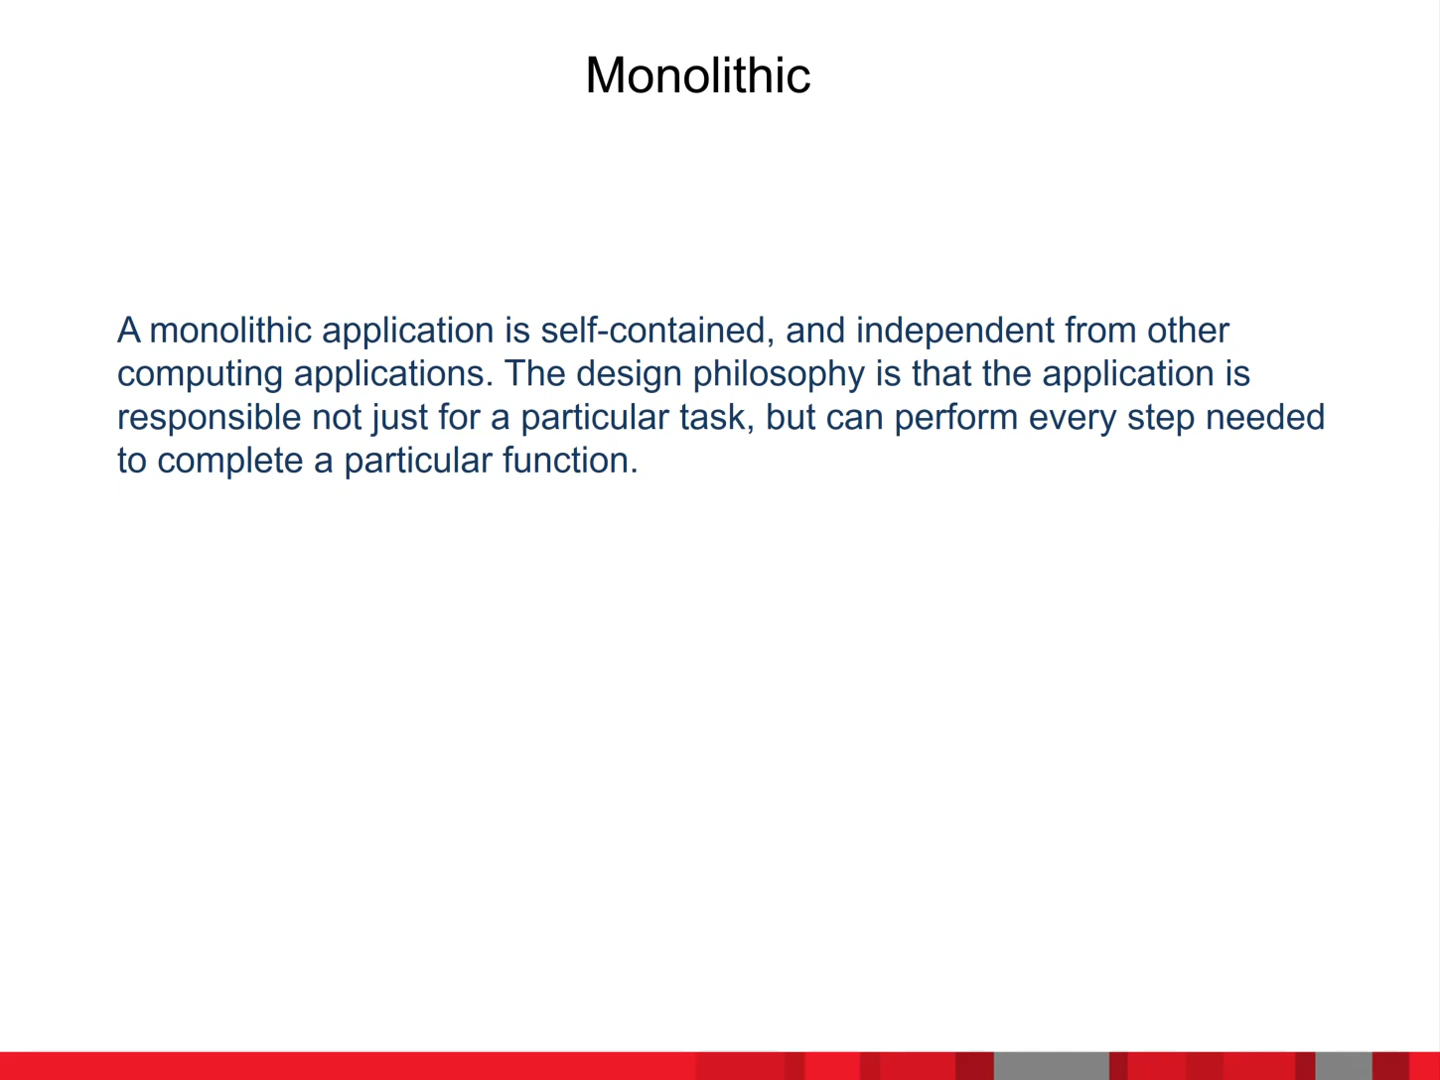 Monolithic
A monolithic application is self-contained, and independent from other
computing applications. The design philosophy is that the application is
responsible not just for a particular task, but can perform every step needed
to complete a particular function.